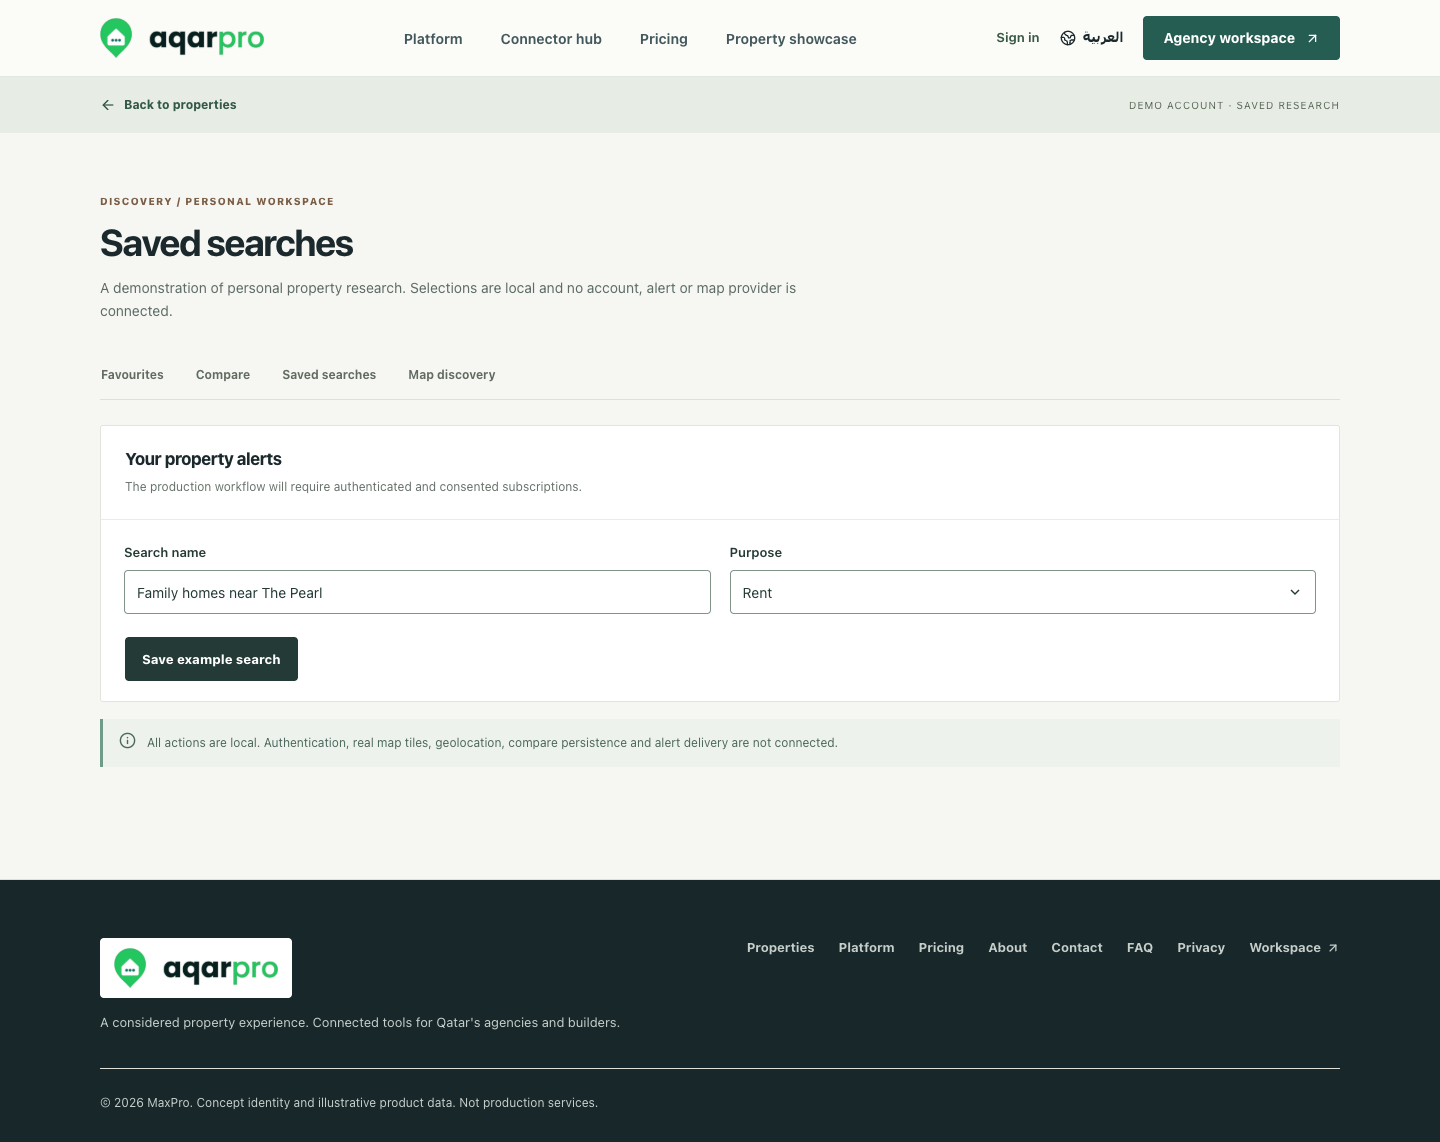 aqarpro
Platform
Connector hub
Pricing
Property showcase
Sign in
العربية
Agency workspace
Back to properties
DEMO ACCOUNT · SAVED RESEARCH
DISCOVERY / PERSONAL WORKSPACE
Saved searches
A demonstration of personal property research. Selections are local and no account, alert or map provider is
connected.
Favourites
Compare
Saved searches
Map discovery
Your property alerts
The production workflow will require authenticated and consented subscriptions.
Search name
Purpose
Family homes near The Pearl
Rent
Save example search
All actions are local. Authentication, real map tiles, geolocation, compare persistence and alert delivery are not connected.
aqarpro
Properties
Platform
Pricing
About
Contact
FAQ
Privacy
Workspace
A considered property experience. Connected tools for Qatar's agencies and builders.
© 2026 MaxPro. Concept identity and illustrative product data. Not production services.